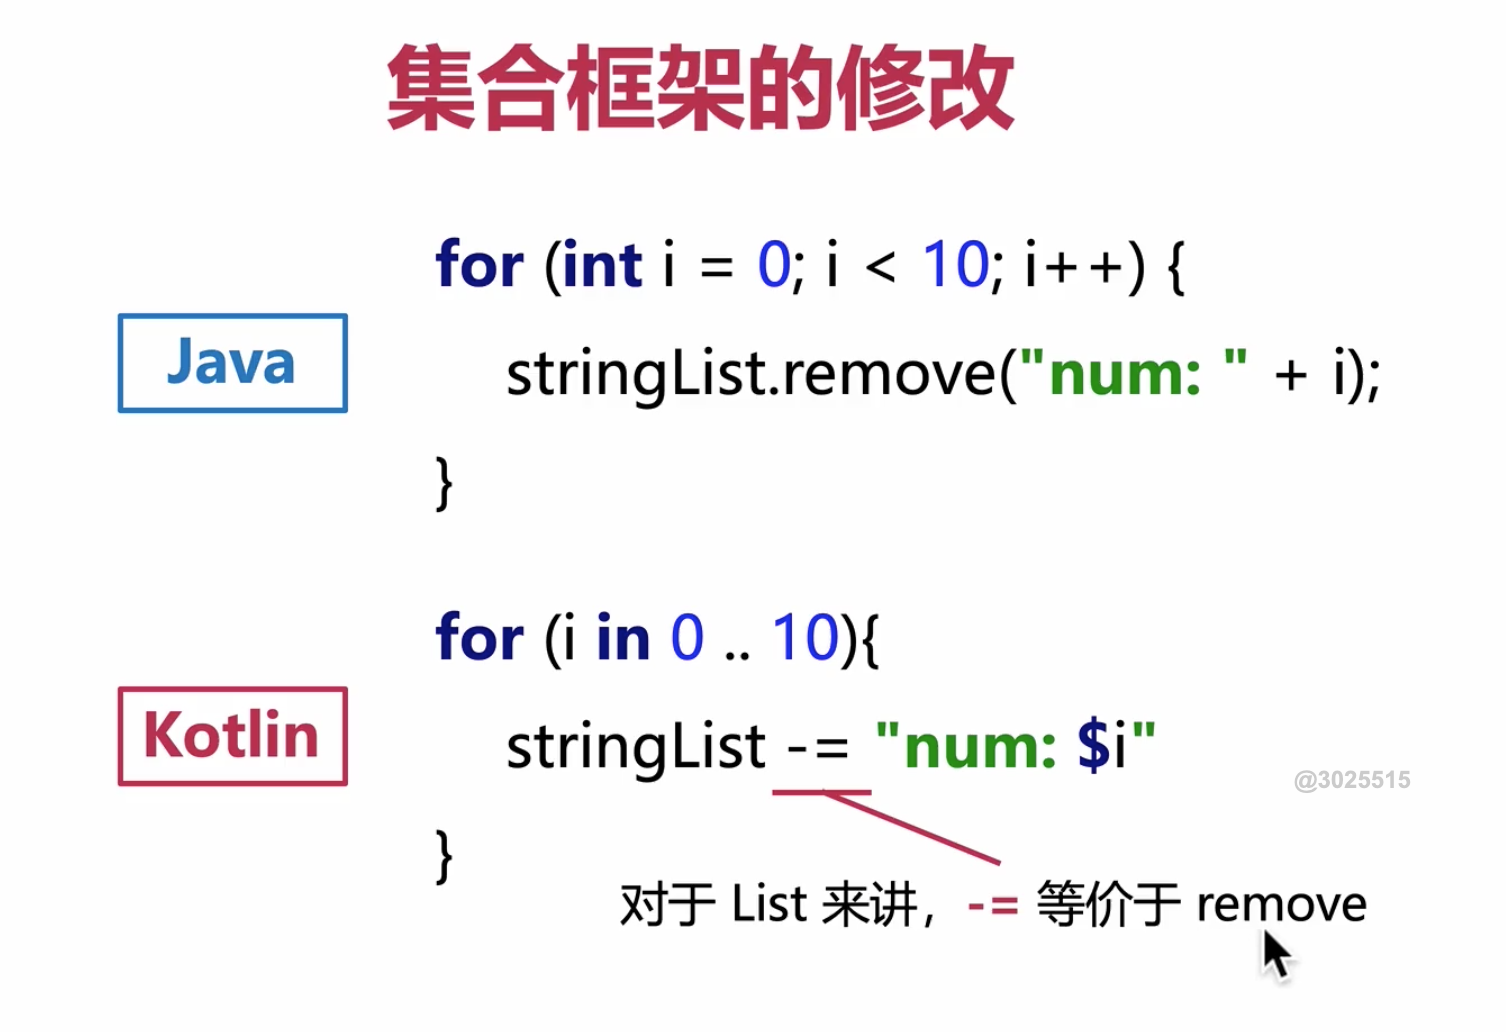 集合框架的修改
for (int i = 0; i < 10; i++) {
Java
stringList.remove("num: " + i);
}
for (i in 0 .. 10){
Kotlin
stringList -= "num: $i"
@3025515
}
对于 List 来讲，-= 等价于 remove